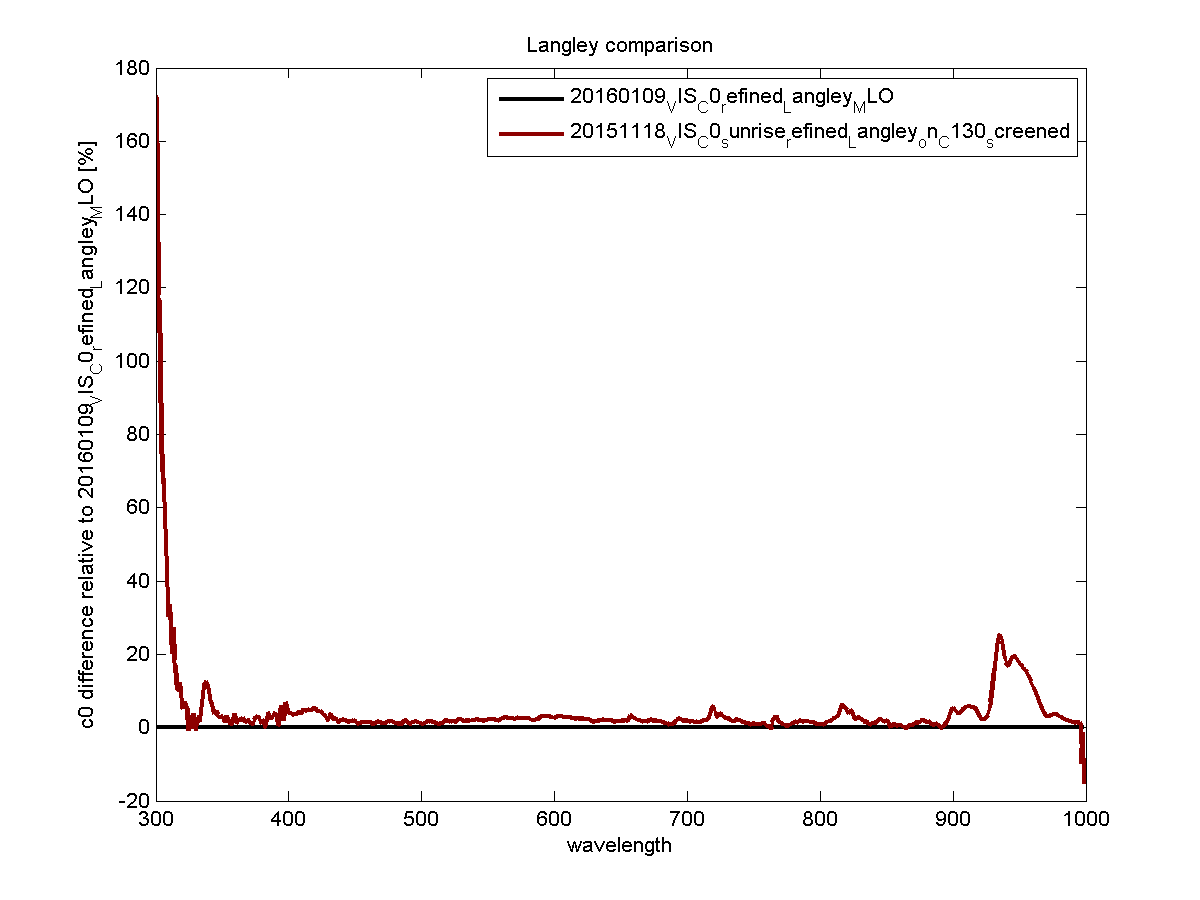 Langley comparison
20160109_VIS_C0_refined_Langley_MLO
20151118_VIS_C0_sunrise_refined_Langley_on_C130_screened
c0 difference relative to 20160109_VIS_C0_refined_Langley_MLO [%]
180
160
140
120
100
80
60
40
20
0
-20
300 400 500 600 700 800 900 1000
wavelength